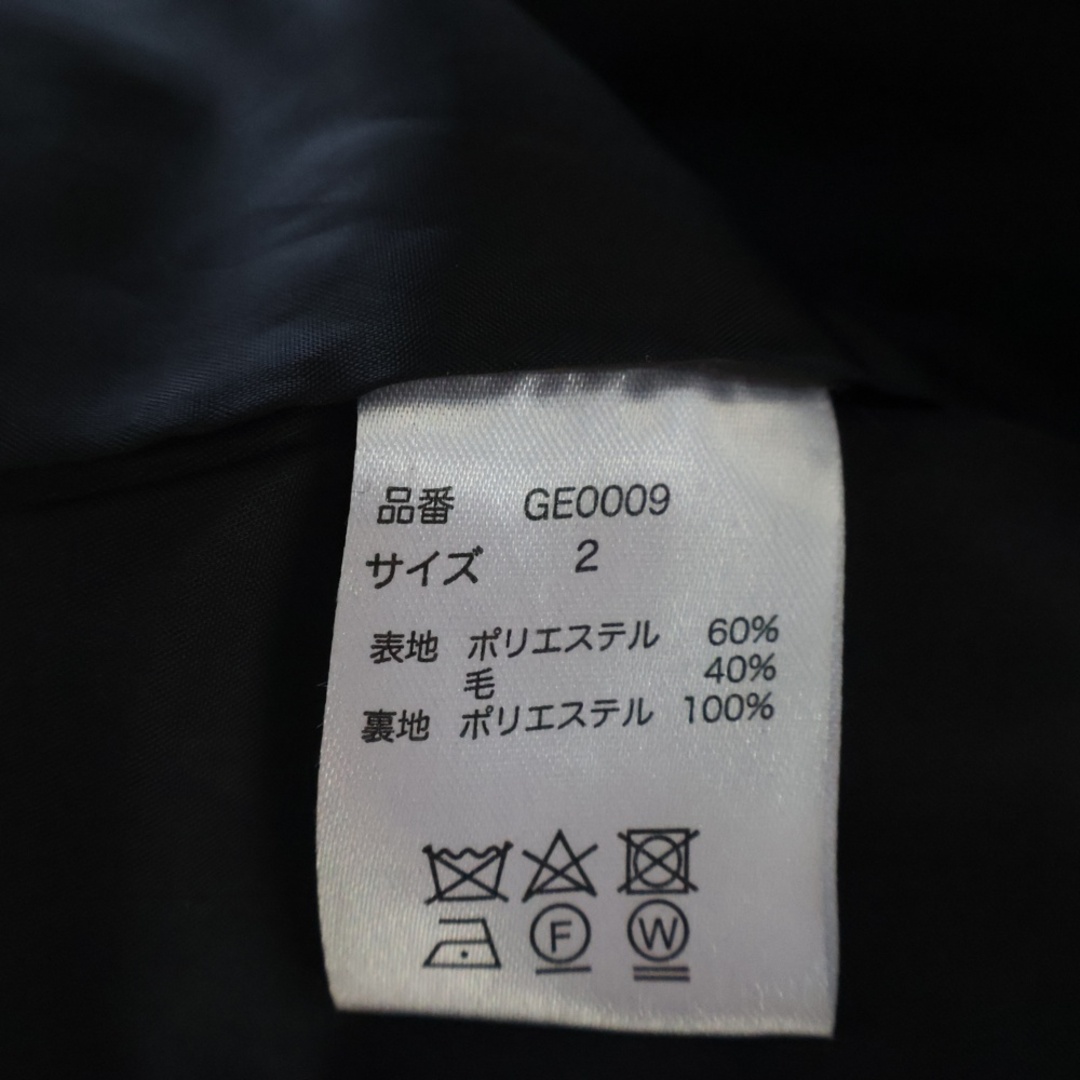 品番 GE0009
サイズ 2
表地 ポリエステル 60%
毛 40%
裏地 ポリエステル 100%
F W